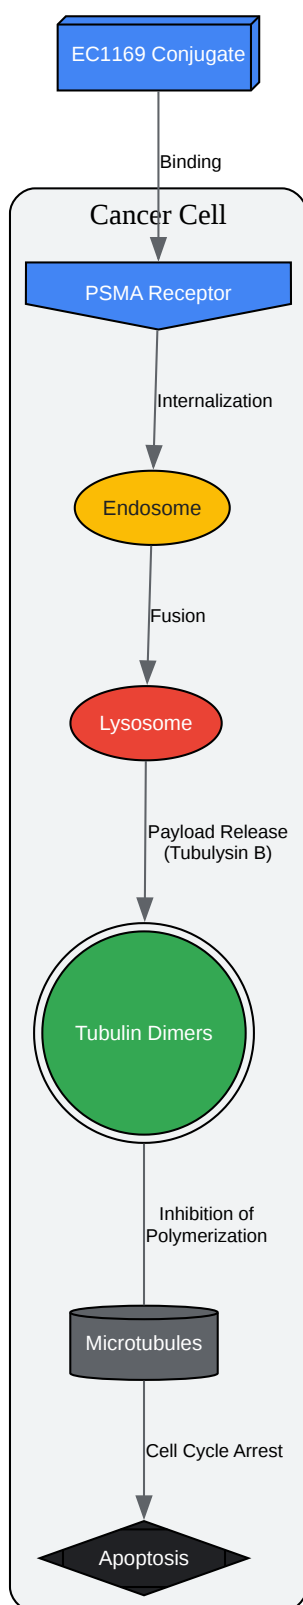 EC1169 Conjugate
Binding
Cancer Cell
PSMA Receptor
Internalization
Endosome
Fusion
Lysosome
Payload Release
(Tubulysin B)
Tubulin Dimers
Inhibition of
Polymerization
Microtubules
Cell Cycle Arrest
Apoptosis